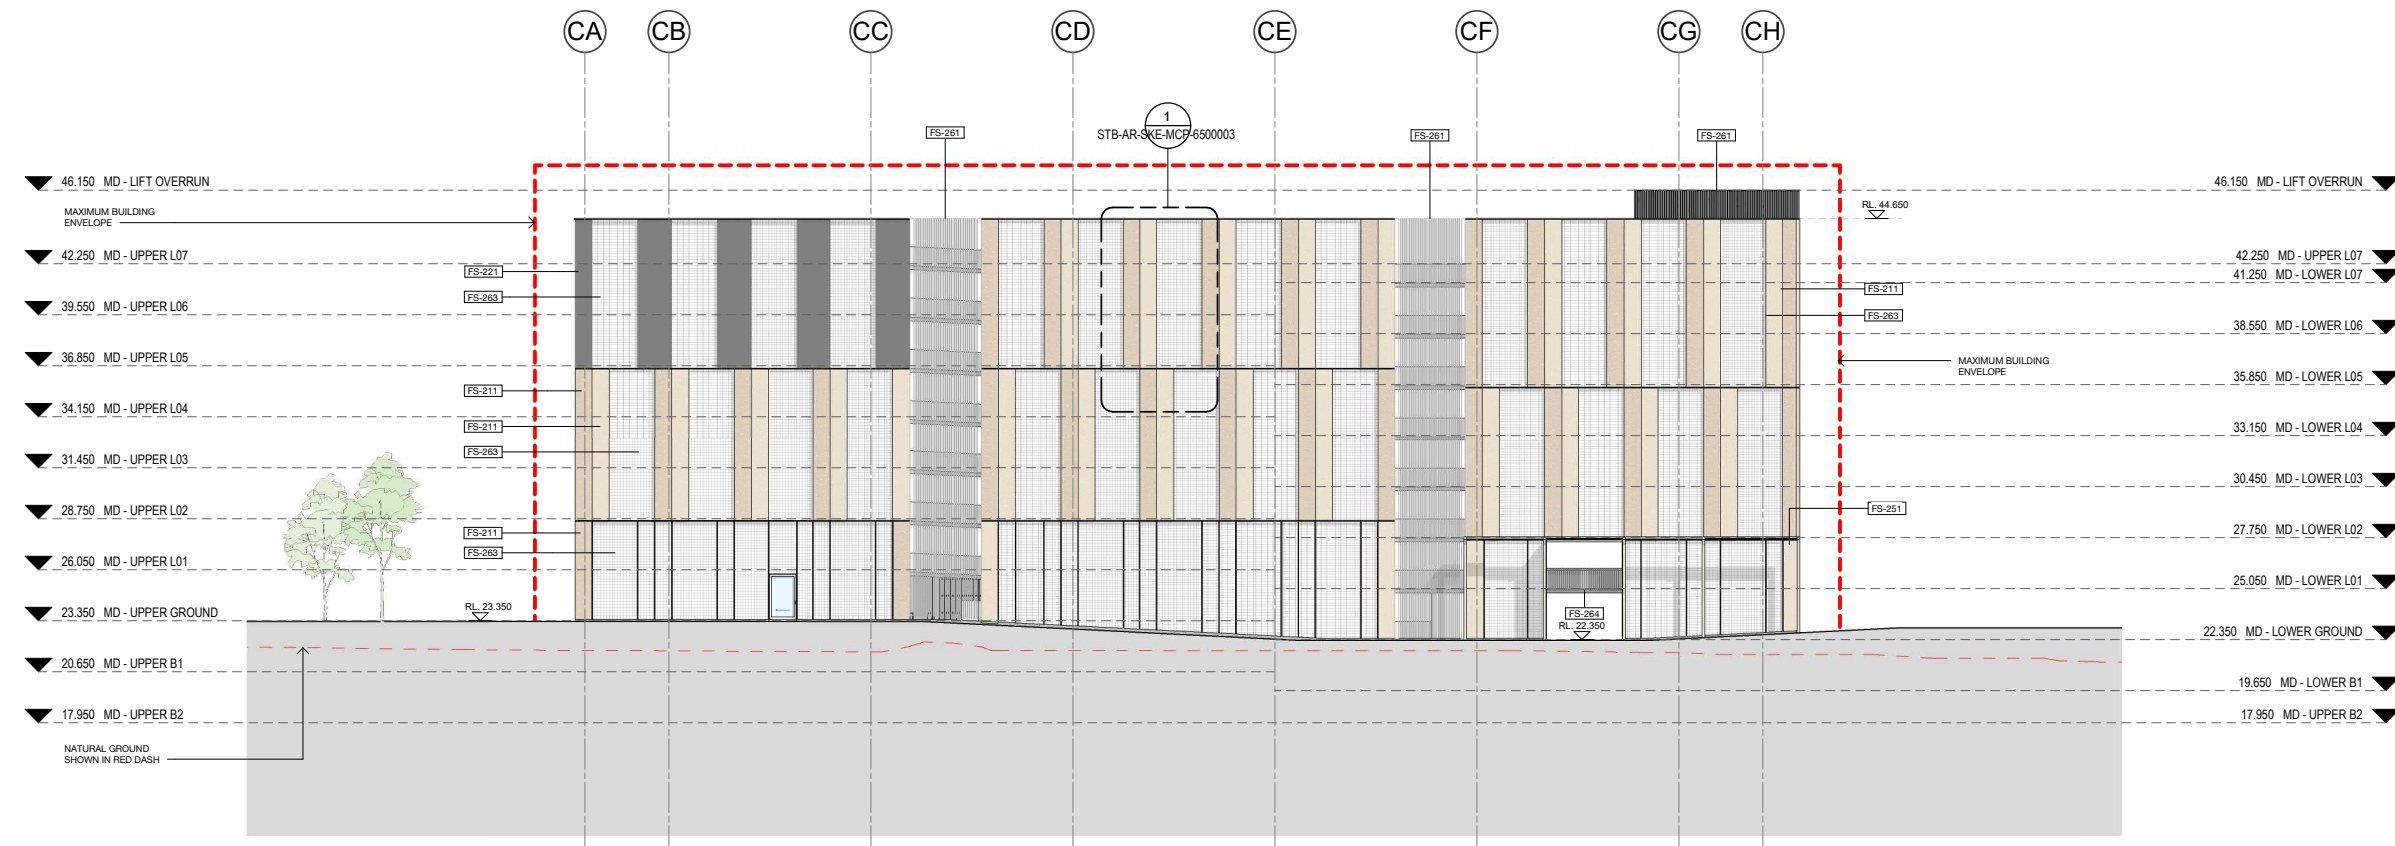 CA CB CC CD CE CF CG CH
1
STB-AR-SKE-MCP-6500003
FS-261
FS-261
FS-261
46.150 MD - LIFT OVERRUN
MAXIMUM BUILDING
ENVELOPE
42.250 MD - UPPER L07
39.550 MD - UPPER L06
36.850 MD - UPPER L05
34.150 MD - UPPER L04
31.450 MD - UPPER L03
28.750 MD - UPPER L02
26.050 MD - UPPER L01
23.350 MD - UPPER GROUND
20.650 MD - UPPER B1
17.950 MD - UPPER B2
NATURAL GROUND
SHOWN IN RED DASH
FS-221
FS-263
FS-211
FS-211
FS-263
FS-211
FS-263
RL. 23.350
FS-264
RL. 22.350
46.150 MD - LIFT OVERRUN
RL. 44.650
42.250 MD - UPPER L07
41.250 MD - LOWER L07
FS-211
FS-263
38.550 MD - LOWER L06
MAXIMUM BUILDING
ENVELOPE
35.850 MD - LOWER L05
33.150 MD - LOWER L04
30.450 MD - LOWER L03
FS-251
27.750 MD - LOWER L02
25.050 MD - LOWER L01
22.350 MD - LOWER GROUND
19.650 MD - LOWER B1
17.950 MD - UPPER B2